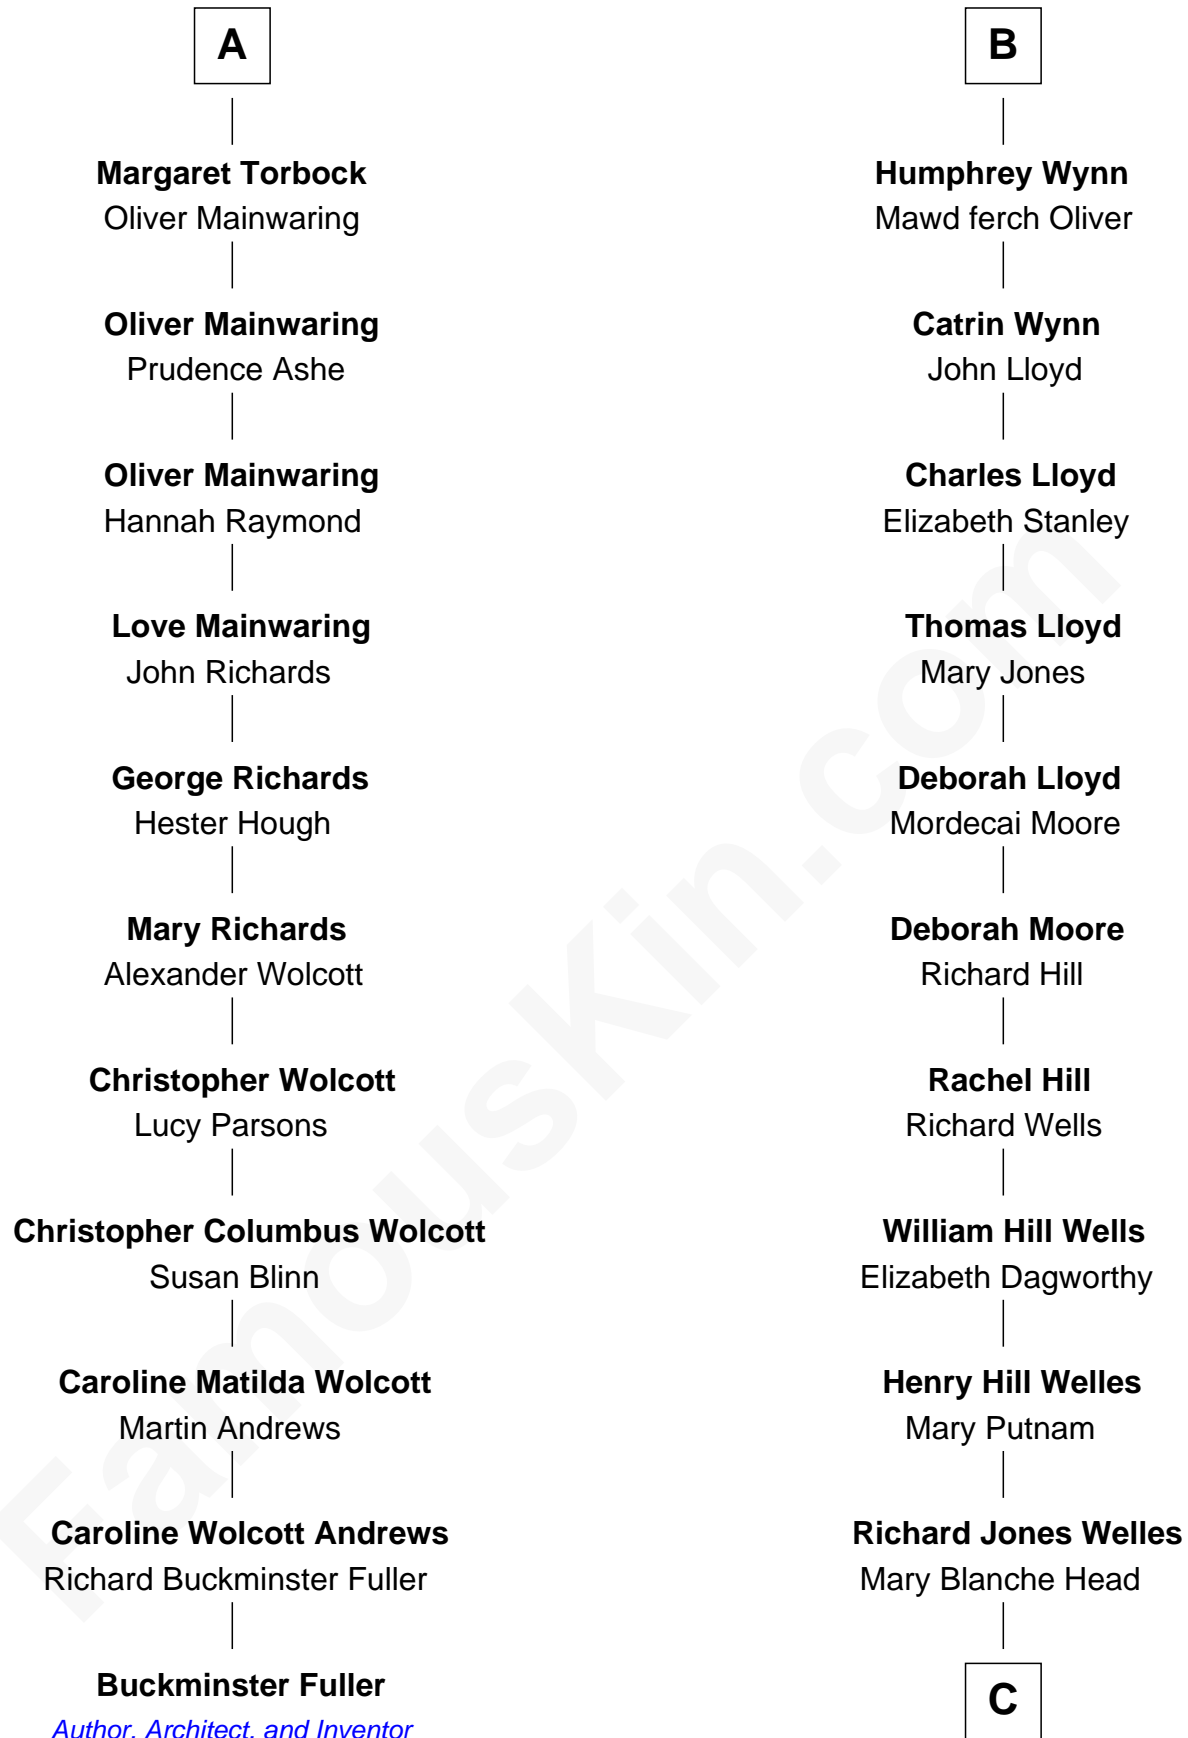 A
Margaret Torbock
Oliver Mainwaring
Oliver Mainwaring
Prudence Ashe
Oliver Mainwaring
Hannah Raymond
Love Mainwaring
John Richards
George Richards
Hester Hough
Mary Richards
Alexander Wolcott
Christopher Wolcott
Lucy Parsons
Christopher Columbus Wolcott
Susan Blinn
Caroline Matilda Wolcott
Martin Andrews
Caroline Wolcott Andrews
Richard Buckminster Fuller
Buckminster Fuller
Author, Architect, and Inventor
B
Humphrey Wynn
Mawd ferch Oliver
Catrin Wynn
John Lloyd
Charles Lloyd
Elizabeth Stanley
Thomas Lloyd
Mary Jones
Deborah Lloyd
Mordecai Moore
Deborah Moore
Richard Hill
Rachel Hill
Richard Wells
William Hill Wells
Elizabeth Dagworthy
Henry Hill Welles
Mary Putnam
Richard Jones Welles
Mary Blanche Head
C
FamousKin.com